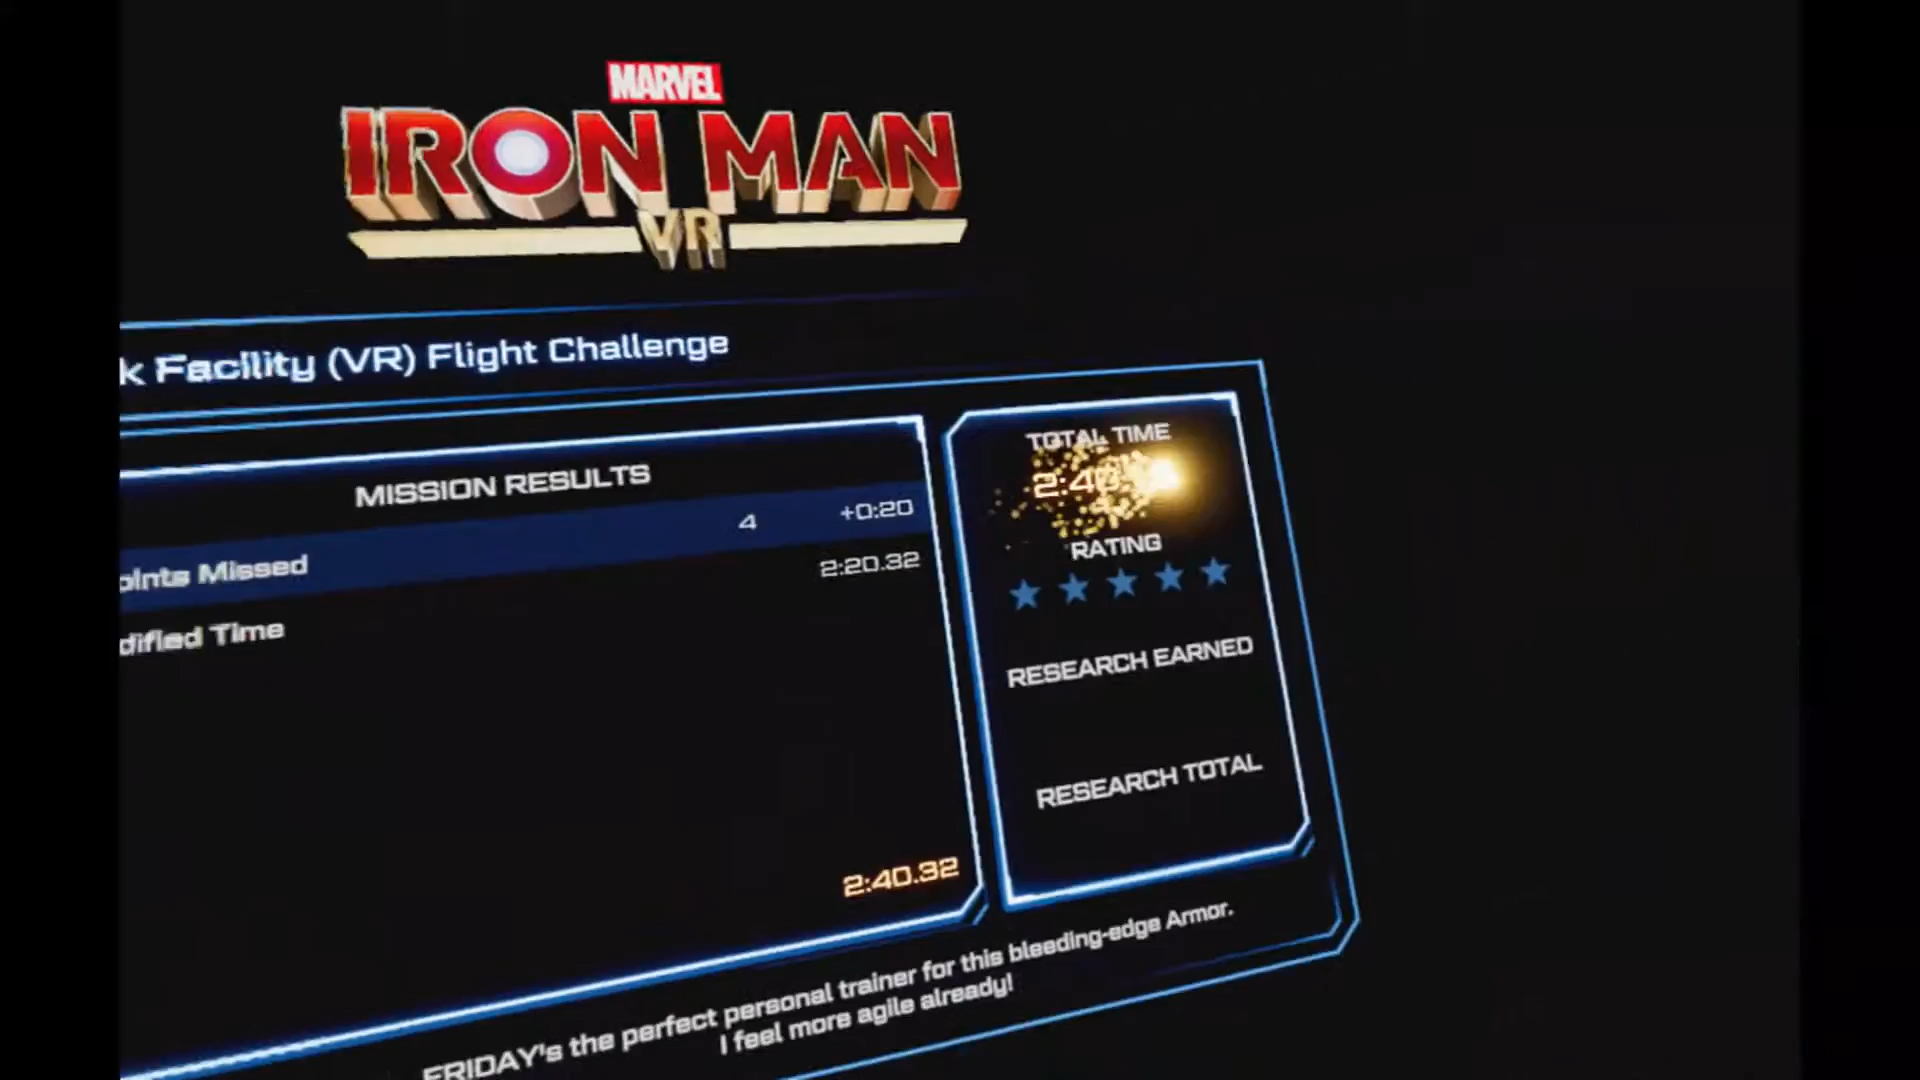 MARVEL
IRON MAN
VR
k Facility (VR) Flight Challenge
MISSION RESULTS
oints Missed 4 +0:20
dified Time 2:20.32
2:40.32
TOTAL TIME
RATING
RESEARCH EARNED
RESEARCH TOTAL
FRIDAY's the perfect personal trainer for this bleeding-edge Armor.
I feel more agile already!